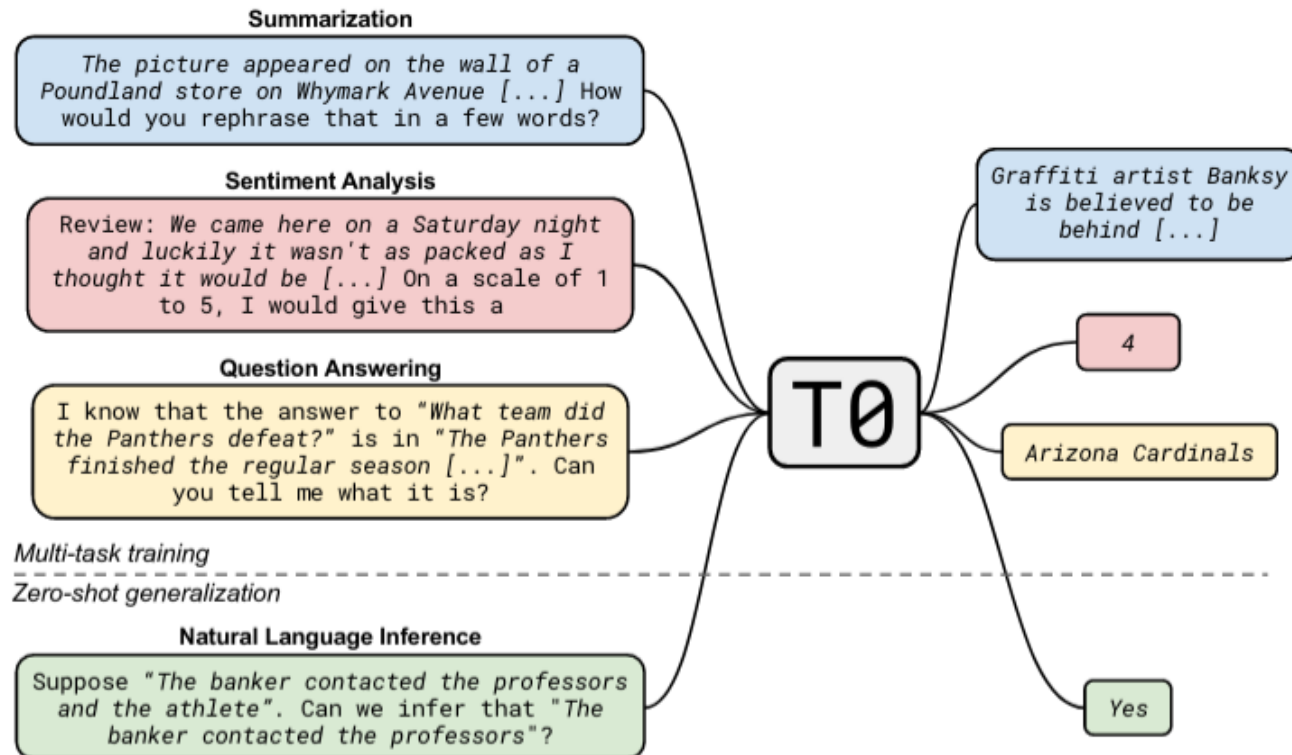 Summarization
The picture appeared on the wall of a
Poundland store on Whymark Avenue [...] How
would you rephrase that in a few words?
Sentiment Analysis
Review: We came here on a Saturday night
and luckily it wasn't as packed as I
thought it would be [...] On a scale of 1
to 5, I would give this a
Question Answering
I know that the answer to “What team did
the Panthers defeat?” is in “The Panthers
finished the regular season [...]”. Can
you tell me what it is?
Multi-task training
Zero-shot generalization
Natural Language Inference
Suppose “The banker contacted the professors
and the athlete”. Can we infer that "The
banker contacted the professors"?
T0
Graffiti artist Banksy
is believed to be
behind [...]
4
Arizona Cardinals
Yes